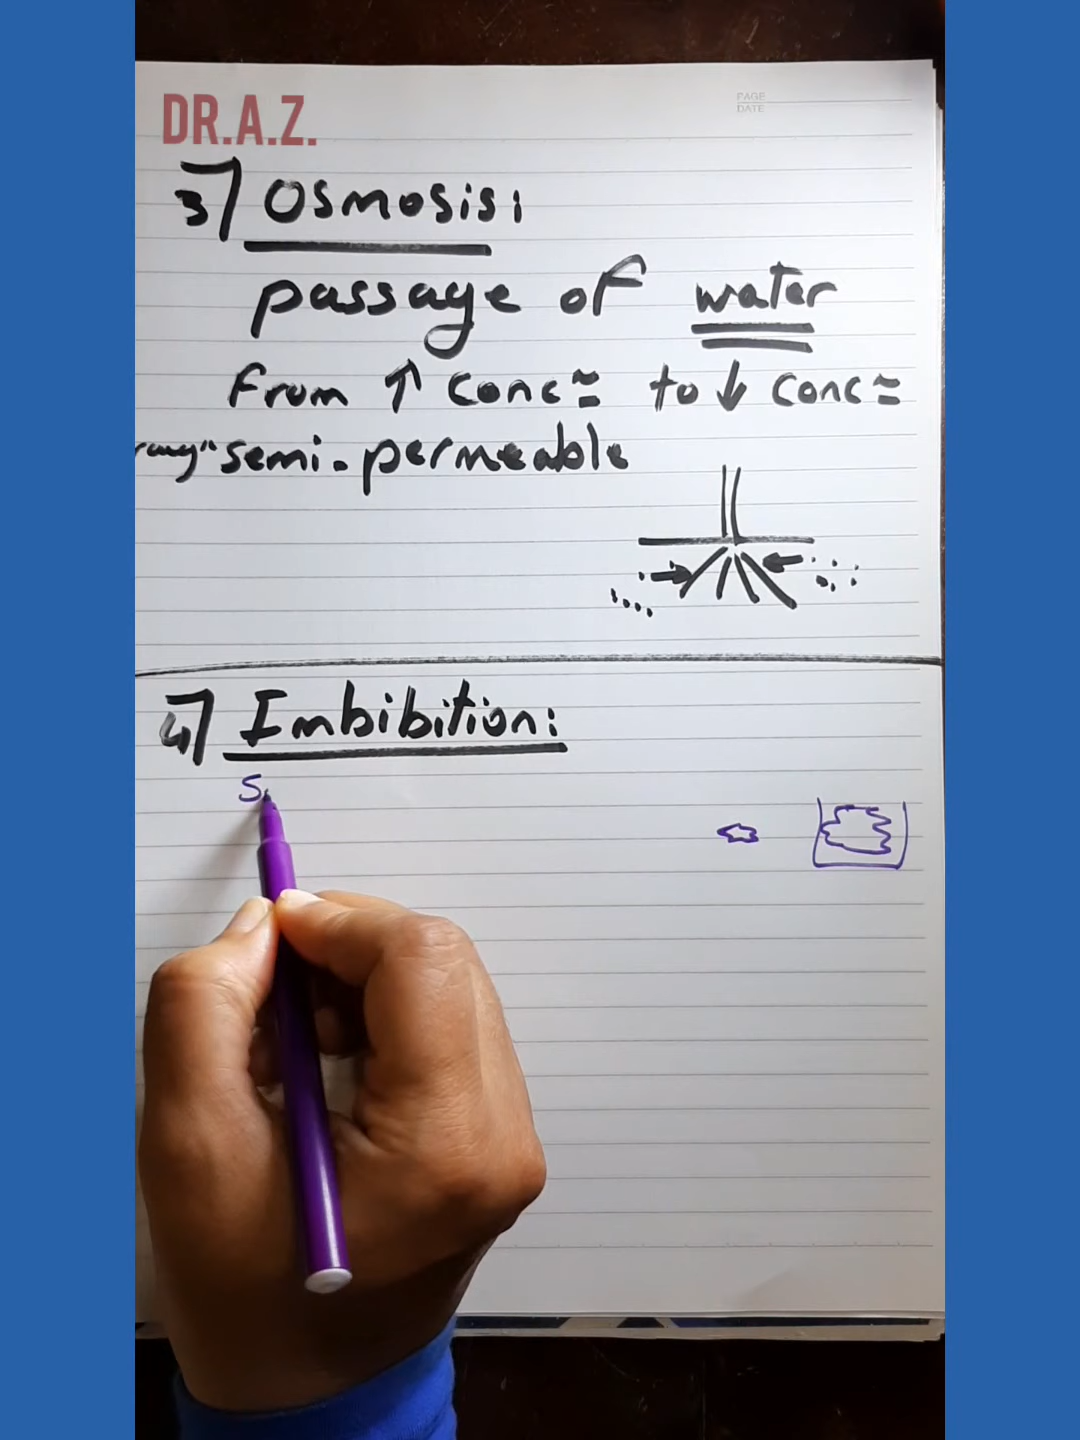 DR.A.Z.
PAGE
DATE
3) Osmosis:
passage of water
From ↑ conc≃ to ↓ conc≃
semi-permeable
4) Imbibition:
S